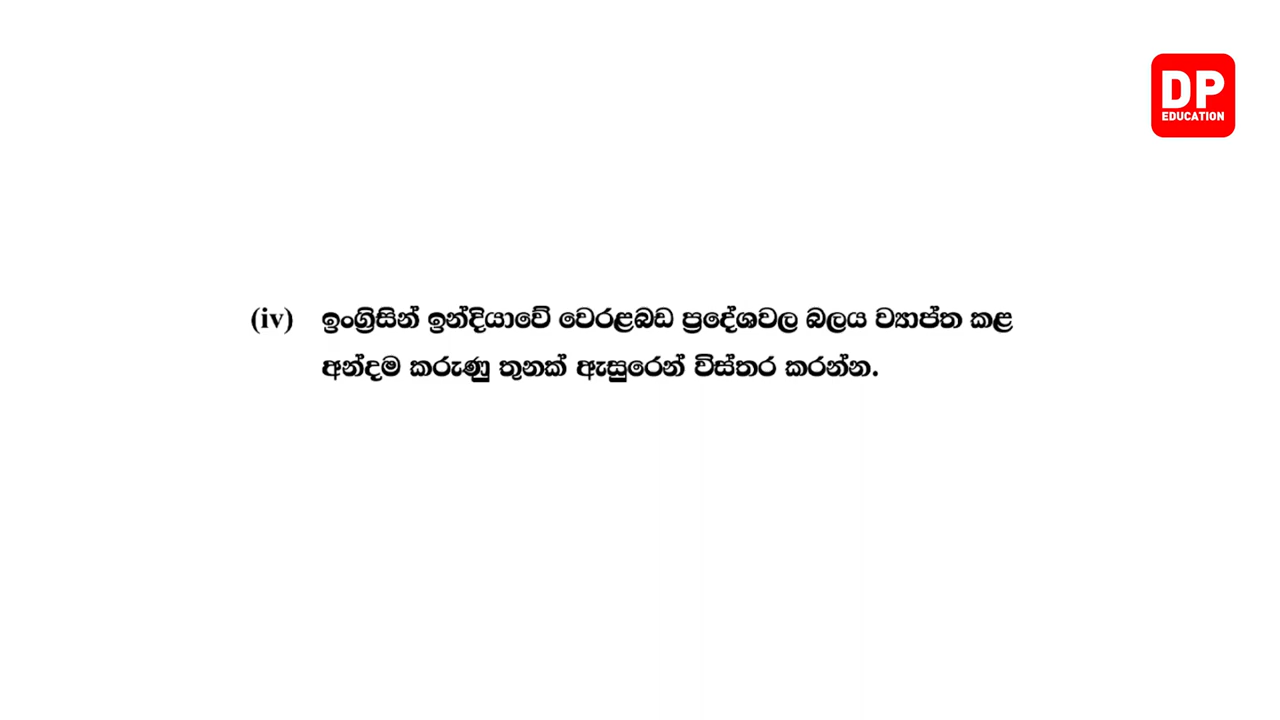 DP
EDUCATION
(iv) ඉංග්‍රීසින් ඉන්දියාවේ වෙරළබඩ ප්‍රදේශවල බලය ව්‍යාප්ත කළ
අන්දම කරුණු තුනක් ඇසුරෙන් විස්තර කරන්න.